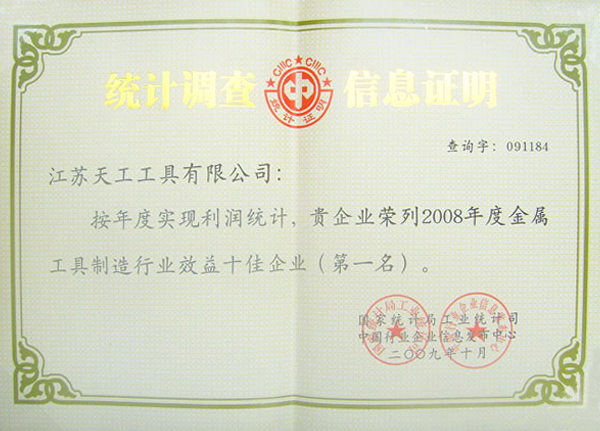 统计调查 信息证明
CIIC CIIC
中
统计证明
查询字：091184
江苏天工工具有限公司：
按年度实现利润统计，贵企业荣列2008年度金属
工具制造行业效益十佳企业（第一名）。
国家统计局工业统计司
中国行业企业信息发布中心
二〇〇九年十月